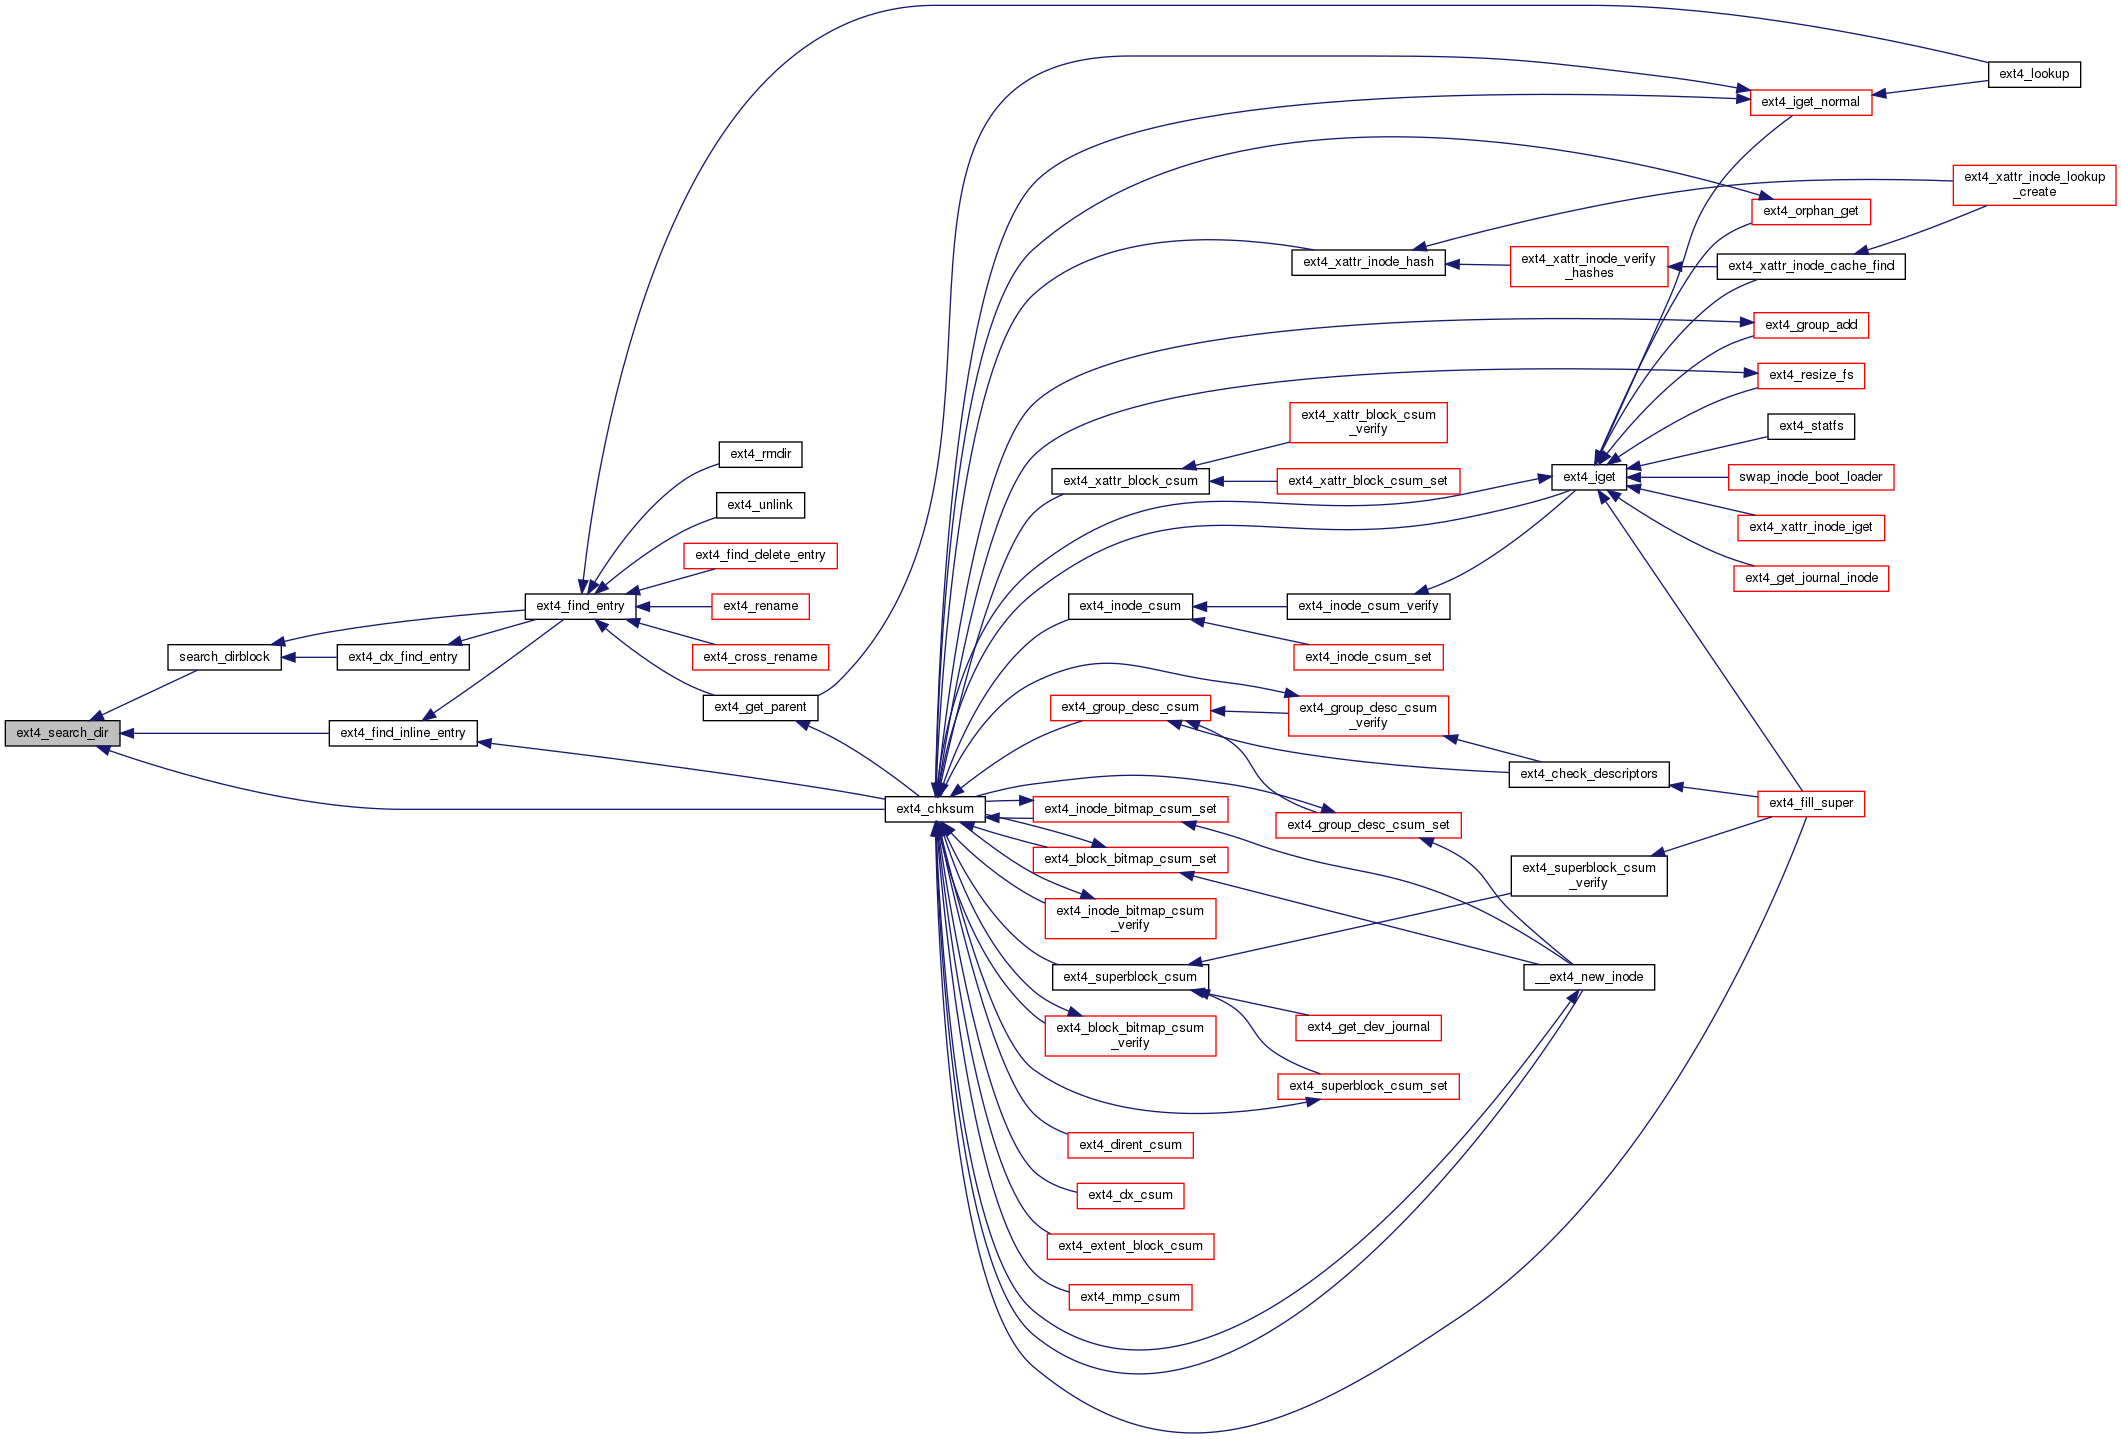 ext4_lookup
ext4_iget_normal
ext4_xattr_inode_lookup
_create
ext4_orphan_get
ext4_xattr_inode_hash
ext4_xattr_inode_verify
_hashes
ext4_xattr_inode_cache_find
ext4_group_add
ext4_resize_fs
ext4_xattr_block_csum
_verify
ext4_statfs
ext4_rmdir
ext4_xattr_block_csum
ext4_xattr_block_csum_set
ext4_iget
swap_inode_boot_loader
ext4_unlink
ext4_xattr_inode_iget
ext4_find_delete_entry
ext4_get_journal_inode
ext4_find_entry
ext4_rename
ext4_inode_csum
ext4_inode_csum_verify
search_dirblock
ext4_dx_find_entry
ext4_cross_rename
ext4_inode_csum_set
ext4_get_parent
ext4_group_desc_csum
ext4_group_desc_csum
_verify
ext4_search_dir
ext4_find_inline_entry
ext4_check_descriptors
ext4_chksum
ext4_inode_bitmap_csum_set
ext4_fill_super
ext4_group_desc_csum_set
ext4_block_bitmap_csum_set
ext4_superblock_csum
_verify
ext4_inode_bitmap_csum
_verify
ext4_superblock_csum
__ext4_new_inode
ext4_block_bitmap_csum
_verify
ext4_get_dev_journal
ext4_superblock_csum_set
ext4_dirent_csum
ext4_dx_csum
ext4_extent_block_csum
ext4_mmp_csum